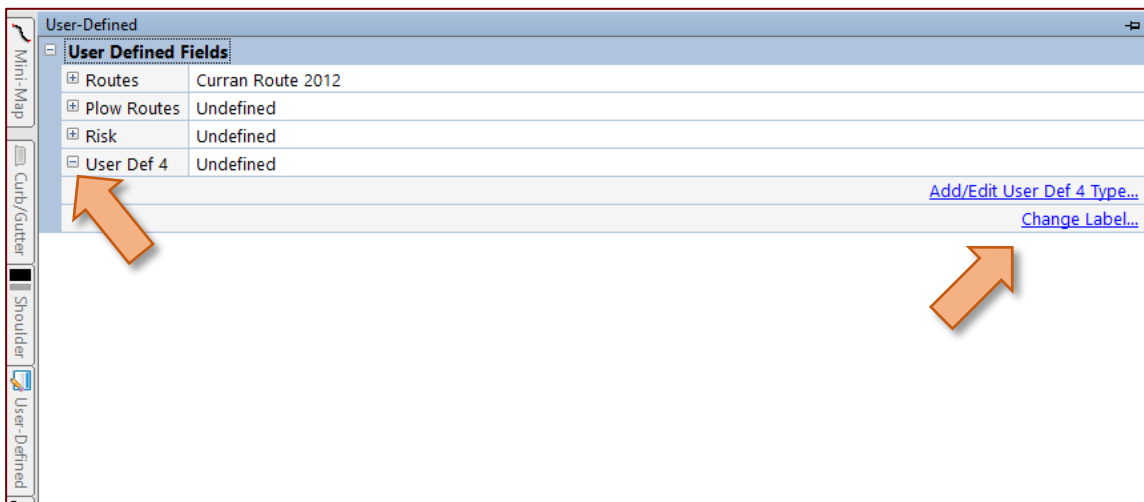 User-Defined
User Defined Fields
Routes Curran Route 2012
Plow Routes Undefined
Risk Undefined
User Def 4 Undefined
Add/Edit User Def 4 Type...
Change Label...
Mini-Map
Curb/Gutter
Shoulder
User-Defined